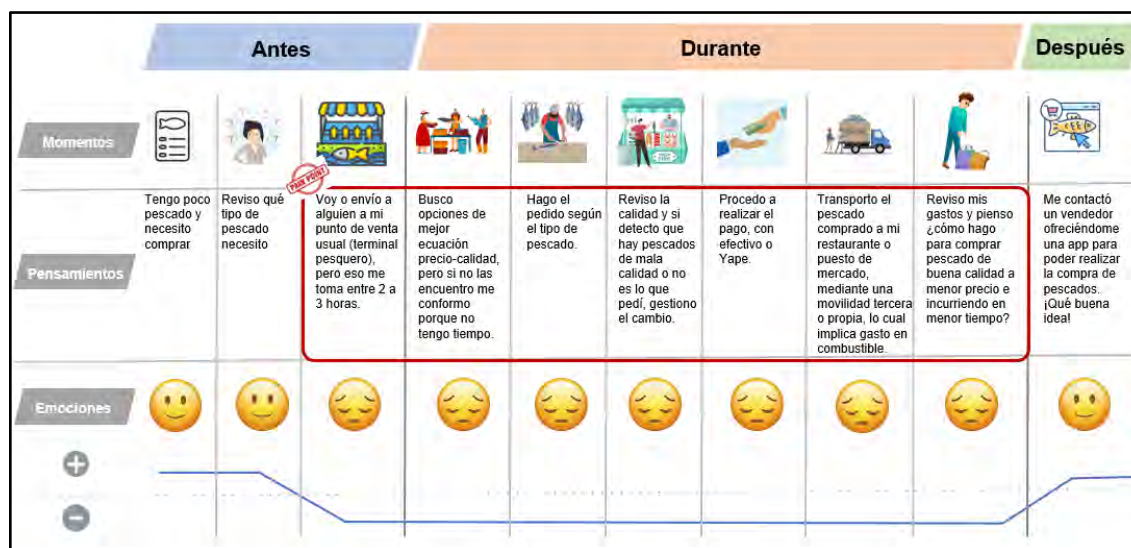 Antes
Durante
Después
Momentos
PAIN POINT
Pensamientos
Tengo poco
pescado y
necesito
comprar
Reviso qué
tipo de
pescado
necesito
Voy o envío a
alguien a mi
punto de venta
usual (terminal
pesquero),
pero eso me
toma entre 2 a
3 horas.
Busco
opciones de
mejor
ecuación
precio-calidad,
pero si no las
encuentro me
conformo
porque no
tengo tiempo.
Hago el
pedido según
el tipo de
pescado.
Reviso la
calidad y si
detecto que
hay pescados
de mala
calidad o no
es lo que
pedí, gestiono
el cambio.
Procedo a
realizar el
pago, con
efectivo o
Yape.
Transporto el
pescado
comprado a mi
restaurante o
puesto de
mercado,
mediante una
movilidad tercera
o propia, lo cual
implica gasto en
combustible.
Reviso mis
gastos y pienso
¿cómo hago
para comprar
pescado de
buena calidad a
menor precio e
incurriendo en
menor tiempo?
Me contactó
un vendedor
ofreciéndome
una app para
poder realizar
la compra de
pescados.
¡Qué buena
idea!
Emociones